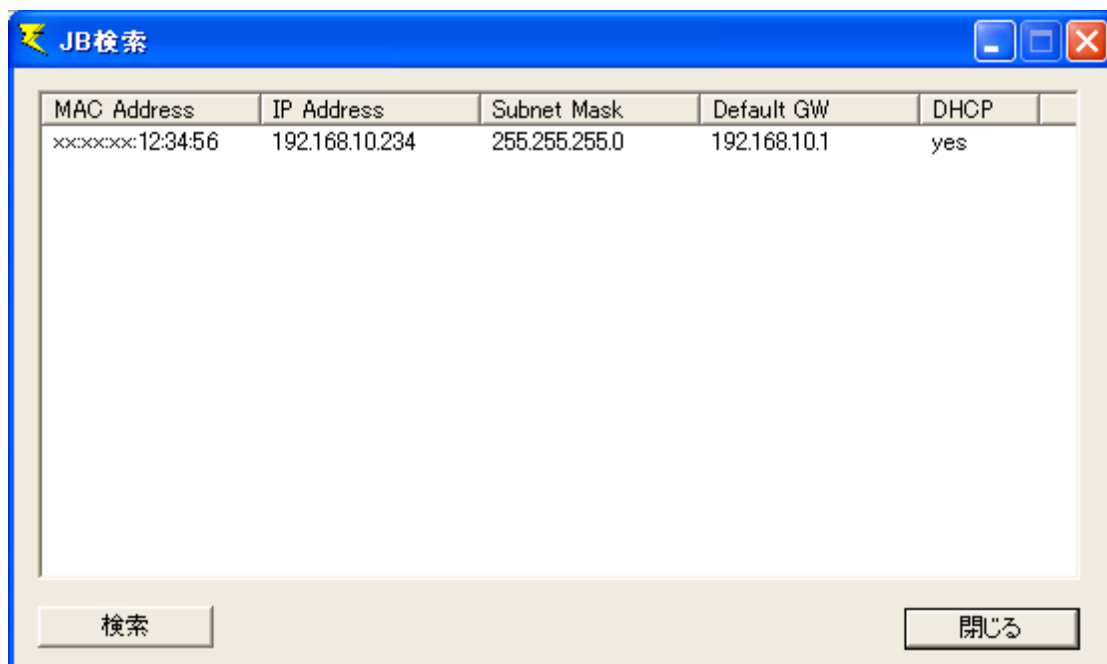 JB検索
MAC Address IP Address Subnet Mask Default GW DHCP
xx:xx:xx:12:34:56 192.168.10.234 255.255.255.0 192.168.10.1 yes
検索 閉じる